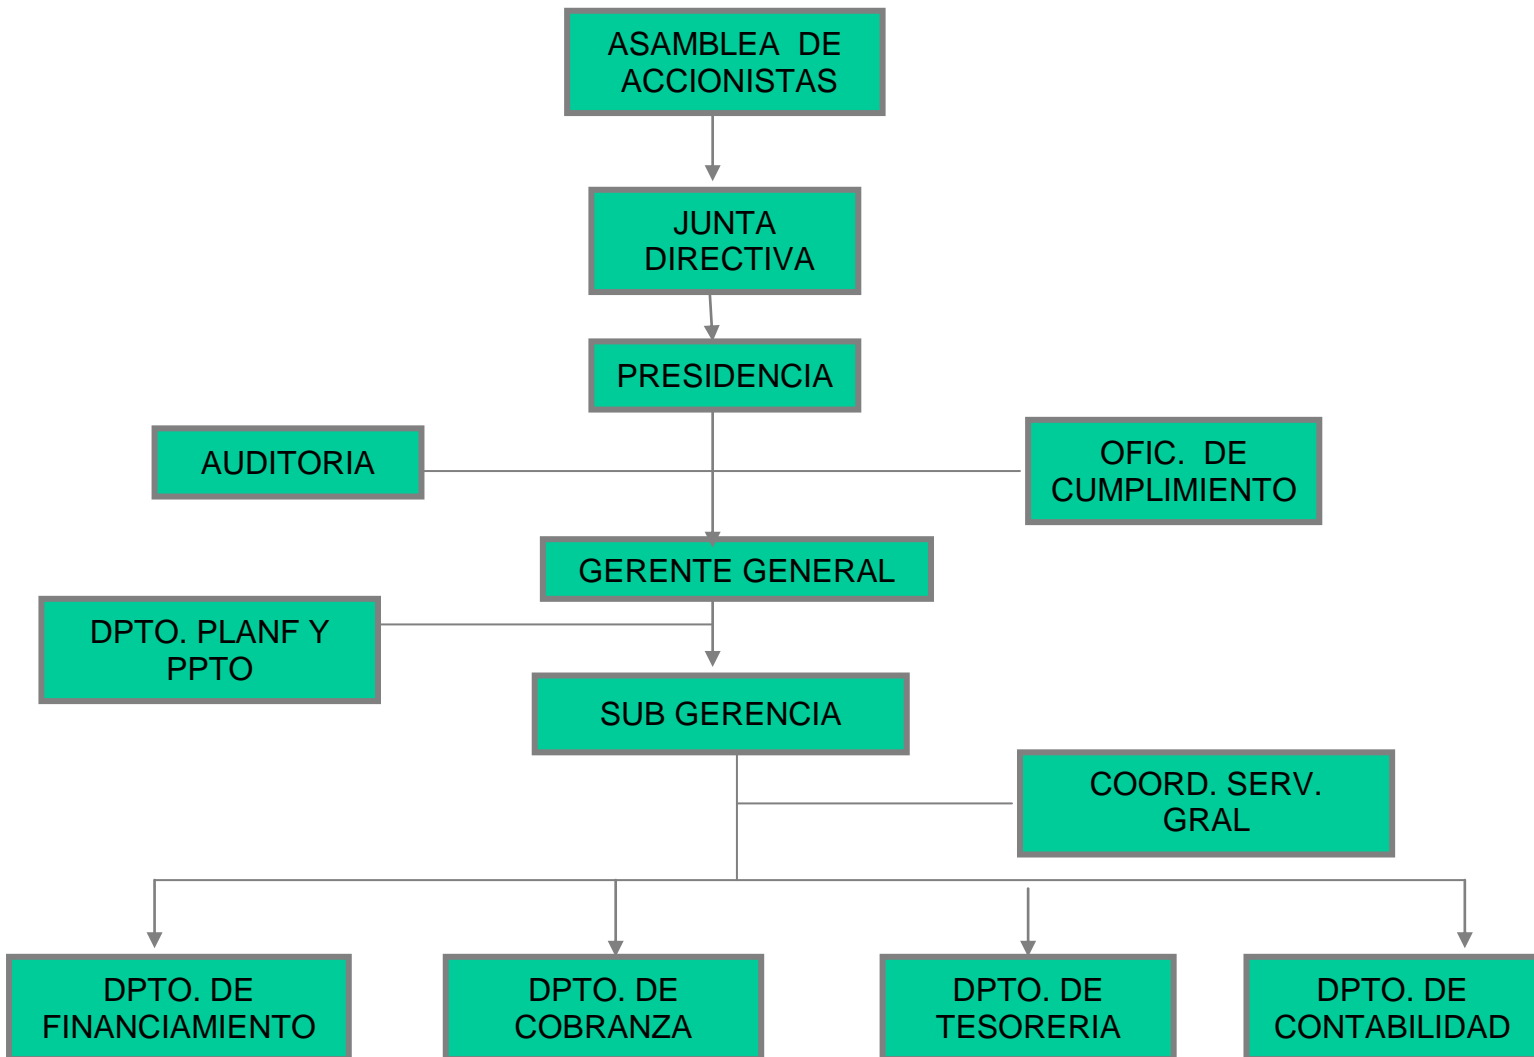 ASAMBLEA DE
ACCIONISTAS
JUNTA
DIRECTIVA
PRESIDENCIA
AUDITORIA
OFIC. DE
CUMPLIMIENTO
GERENTE GENERAL
DPTO. PLANF Y
PPTO
SUB GERENCIA
COORD. SERV.
GRAL
DPTO. DE
FINANCIAMIENTO
DPTO. DE
COBRANZA
DPTO. DE
TESORERIA
DPTO. DE
CONTABILIDAD